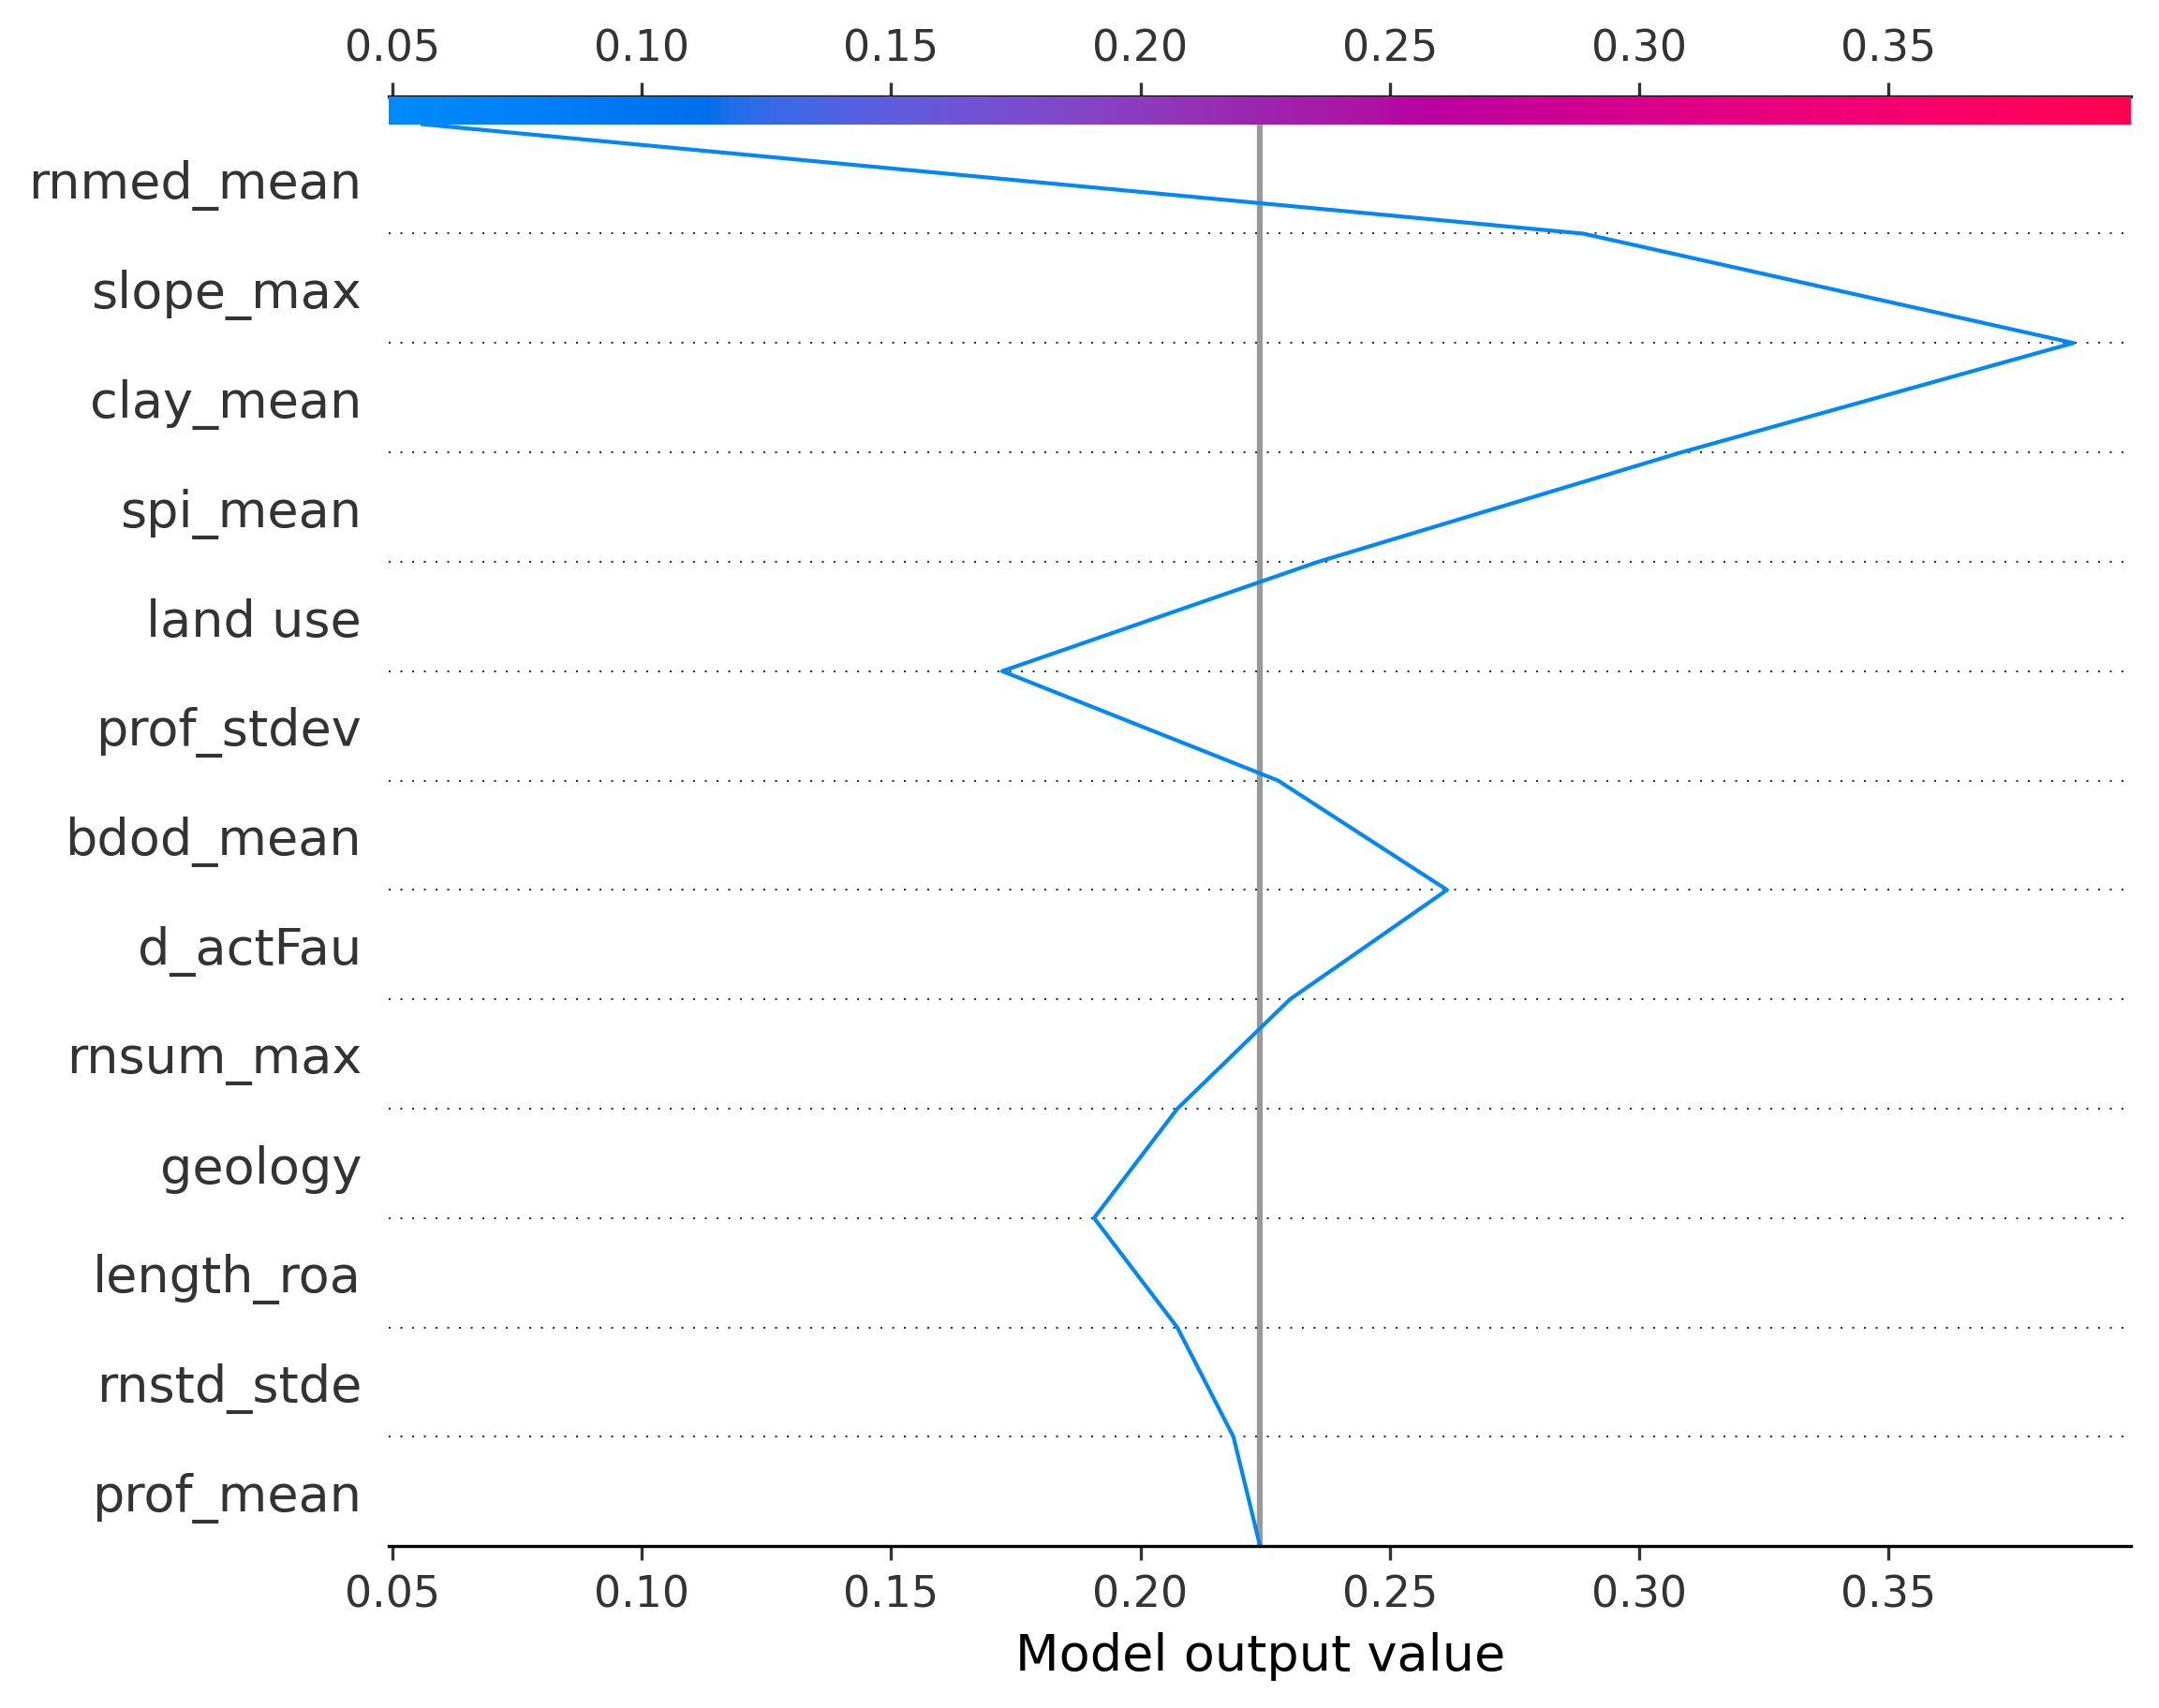 0.05 0.10 0.15 0.20 0.25 0.30 0.35
rnmed_mean
slope_max
clay_mean
spi_mean
land use
prof_stdev
bdod_mean
d_actFau
rnsum_max
geology
length_roa
rnstd_stde
prof_mean
0.05 0.10 0.15 0.20 0.25 0.30 0.35
Model output value